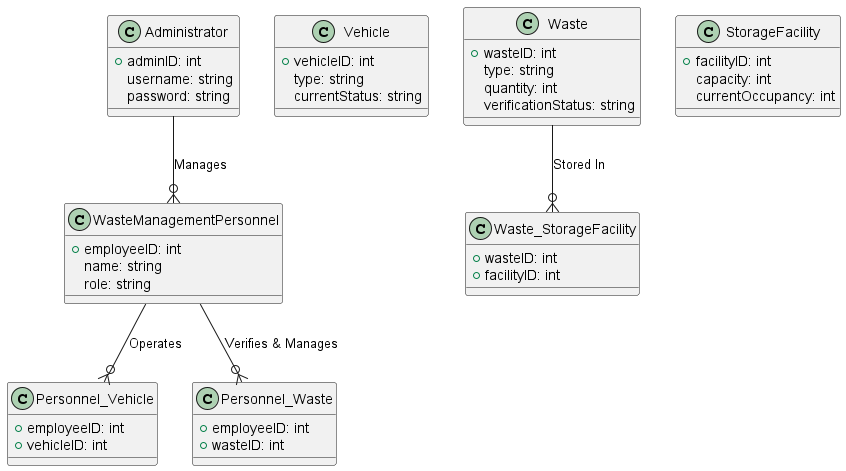 C Administrator
adminID: int
username: string
password: string
C Vehicle
vehicleID: int
type: string
currentStatus: string
C Waste
wasteID: int
type: string
quantity: int
verificationStatus: string
C StorageFacility
facilityID: int
capacity: int
currentOccupancy: int
Manages
Stored In
C WasteManagementPersonnel
employeeID: int
name: string
role: string
C Waste_StorageFacility
wasteID: int
facilityID: int
Operates
Verifies & Manages
C Personnel_Vehicle
employeeID: int
vehicleID: int
C Personnel_Waste
employeeID: int
wasteID: int